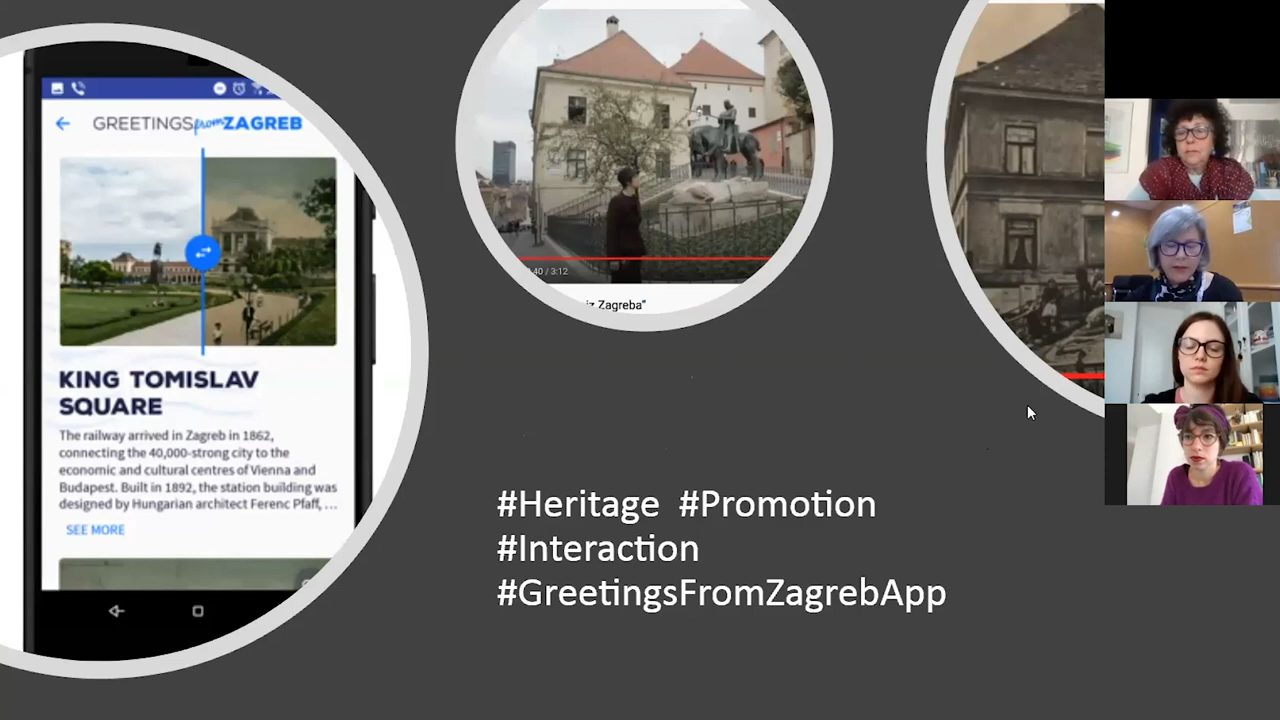 GREETINGS from ZAGREB
KING TOMISLAV
SQUARE
The railway arrived in Zagreb in 1862,
connecting the 40,000-strong city to the
economic and cultural centres of Vienna and
Budapest. Built in 1892, the station building was
designed by Hungarian architect Ferenc Pfaff, ...
SEE MORE
:40 / 3:12
iz Zagreba”
#Heritage #Promotion
#Interaction
#GreetingsFromZagrebApp